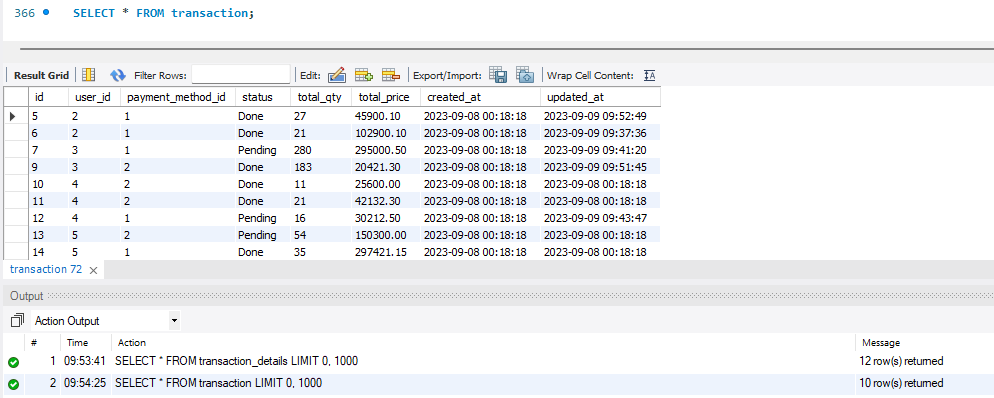 366 SELECT * FROM transaction;
Result Grid Filter Rows: Edit: Export/Import: Wrap Cell Content: IA
id user_id payment_method_id status total_qty total_price created_at updated_at
5 2 1 Done 27 45900.10 2023-09-08 00:18:18 2023-09-09 09:52:49
6 2 1 Done 21 102900.10 2023-09-08 00:18:18 2023-09-09 09:37:36
7 3 1 Pending 280 295000.50 2023-09-08 00:18:18 2023-09-09 09:41:20
9 3 2 Done 183 20421.30 2023-09-08 00:18:18 2023-09-09 09:51:45
10 4 2 Done 11 25600.00 2023-09-08 00:18:18 2023-09-08 00:18:18
11 4 2 Done 21 42132.30 2023-09-08 00:18:18 2023-09-08 00:18:18
12 4 1 Pending 16 30212.50 2023-09-08 00:18:18 2023-09-09 09:43:47
13 5 2 Pending 54 150300.00 2023-09-08 00:18:18 2023-09-08 00:18:18
14 5 1 Done 35 297421.15 2023-09-08 00:18:18 2023-09-08 00:18:18
transaction 72
Output
Action Output
# Time Action Message
1 09:53:41 SELECT * FROM transaction_details LIMIT 0, 1000 12 row(s) returned
2 09:54:25 SELECT * FROM transaction LIMIT 0, 1000 10 row(s) returned